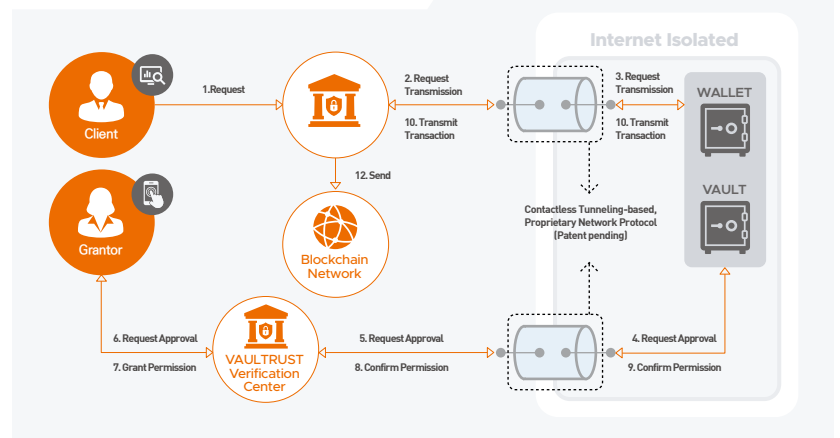 Internet Isolated
Client
1.Request
2. Request
Transmission
10. Transmit
Transaction
3. Request
Transmission
10. Transmit
Transaction
WALLET
VAULT
12. Send
Blockchain
Network
Contactless Tunneling-based,
Proprietary Network Protocol
(Patent pending)
Grantor
6. Request Approval
7. Grant Permission
VAULTRUST
Verification
Center
5. Request Approval
8. Confirm Permission
4. Request Approval
9. Confirm Permission